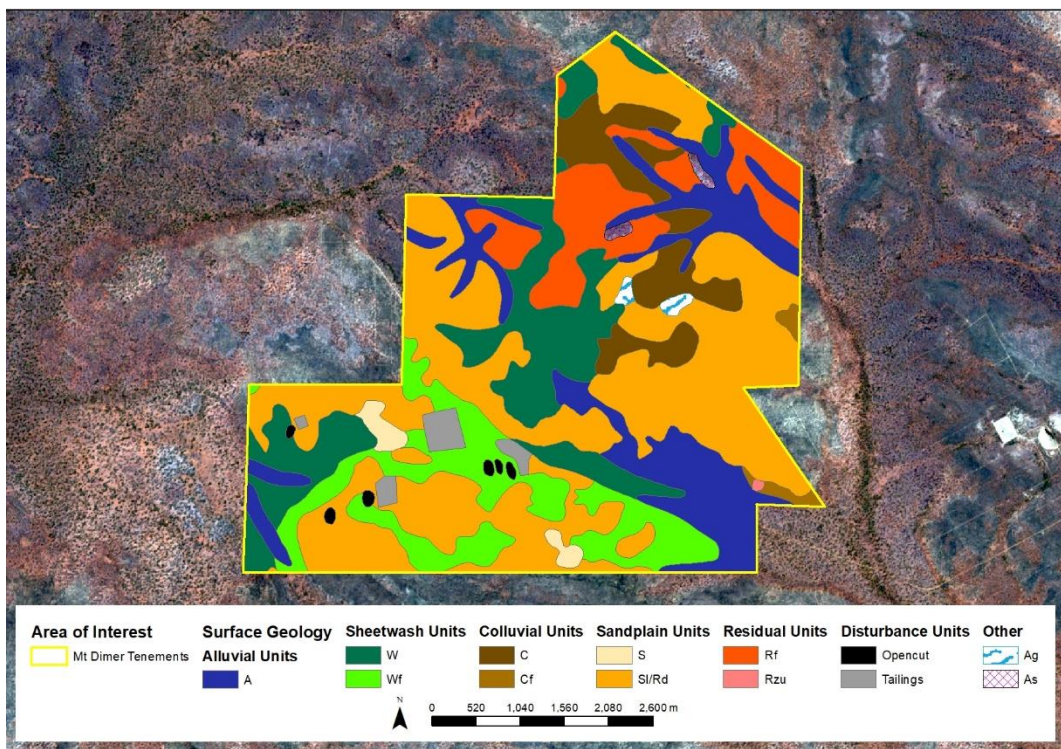 Area of Interest
Mt Dimer Tenements
Surface Geology
Alluvial Units
A
Sheetwash Units
W
Wf
Colluvial Units
C
Cf
Sandplain Units
S
Sl/Rd
Residual Units
Rf
Rzu
Disturbance Units
Opencut
Tailings
Other
Ag
As
N
0 520 1,040 1,560 2,080 2,600 m